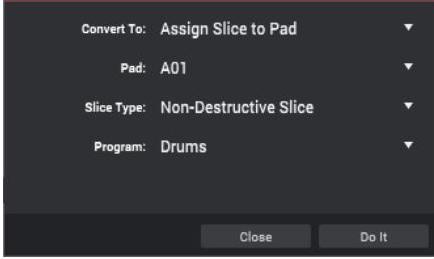 Convert To: Assign Slice to Pad
Pad: A01
Slice Type: Non-Destructive Slice
Program: Drums
Close Do It